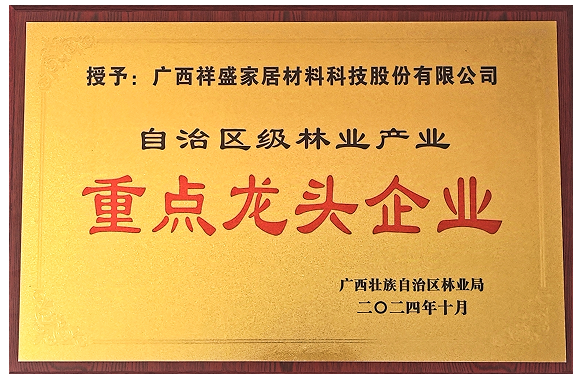 授予：广西祥盛家居材料科技股份有限公司
自治区级林业产业
重点龙头企业
广西壮族自治区林业局
二〇二四年十月